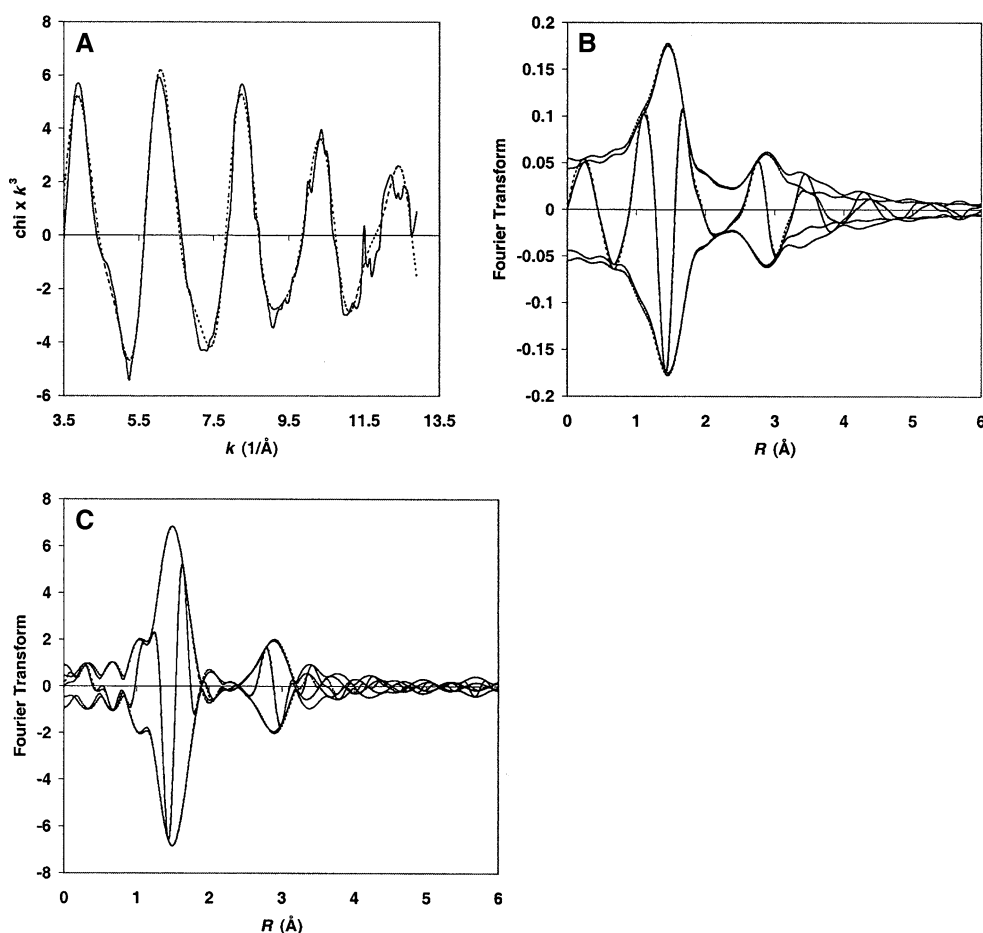 A
8
6
4
2
0
-2
-4
-6
chi x k³
3.5 5.5 7.5 9.5 11.5 13.5
k (1/Å)
B
0.2
0.15
0.1
0.05
0
-0.05
-0.1
-0.15
-0.2
Fourier Transform
0 1 2 3 4 5 6
R (Å)
C
8
6
4
2
0
-2
-4
-6
-8
Fourier Transform
0 1 2 3 4 5 6
R (Å)